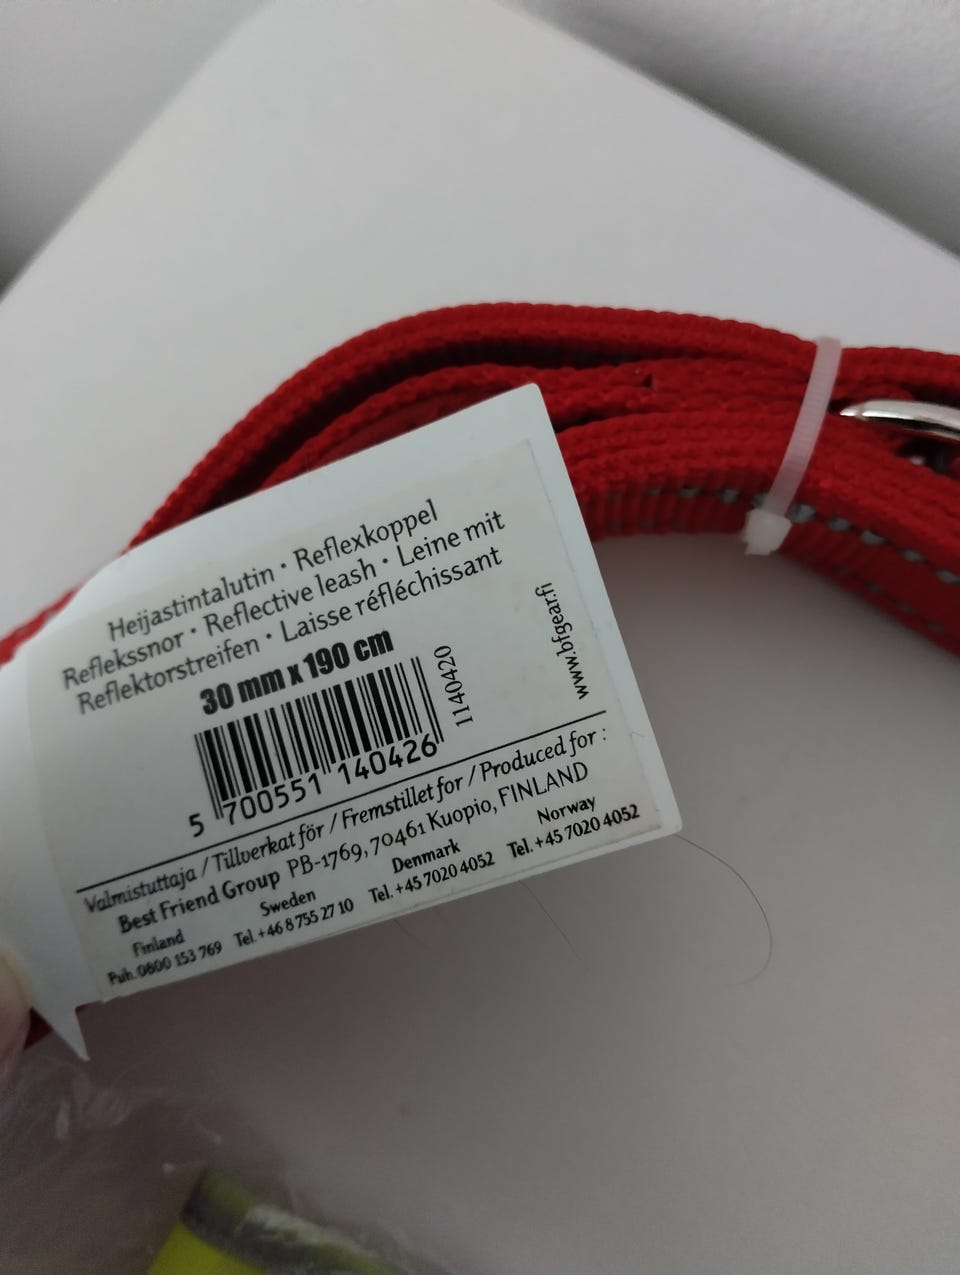 Heijastintalutin · Reflexkoppel
Reflekssnor · Reflective leash · Leine mit
Reflektorstreifen · Laisse réfléchissant
30 mm x 190 cm
1140420
www.bfgear.fi
5 700551 140426
Valmistuttaja / Tillverkat för / Fremstillet for / Produced for :
Best Friend Group PB-1769, 70461 Kuopio, FINLAND
Finland Sweden Denmark Norway
Puh. 0800 153 769 Tel. +46 8 755 27 10 Tel. +45 7020 4052 Tel. +45 7020 4052